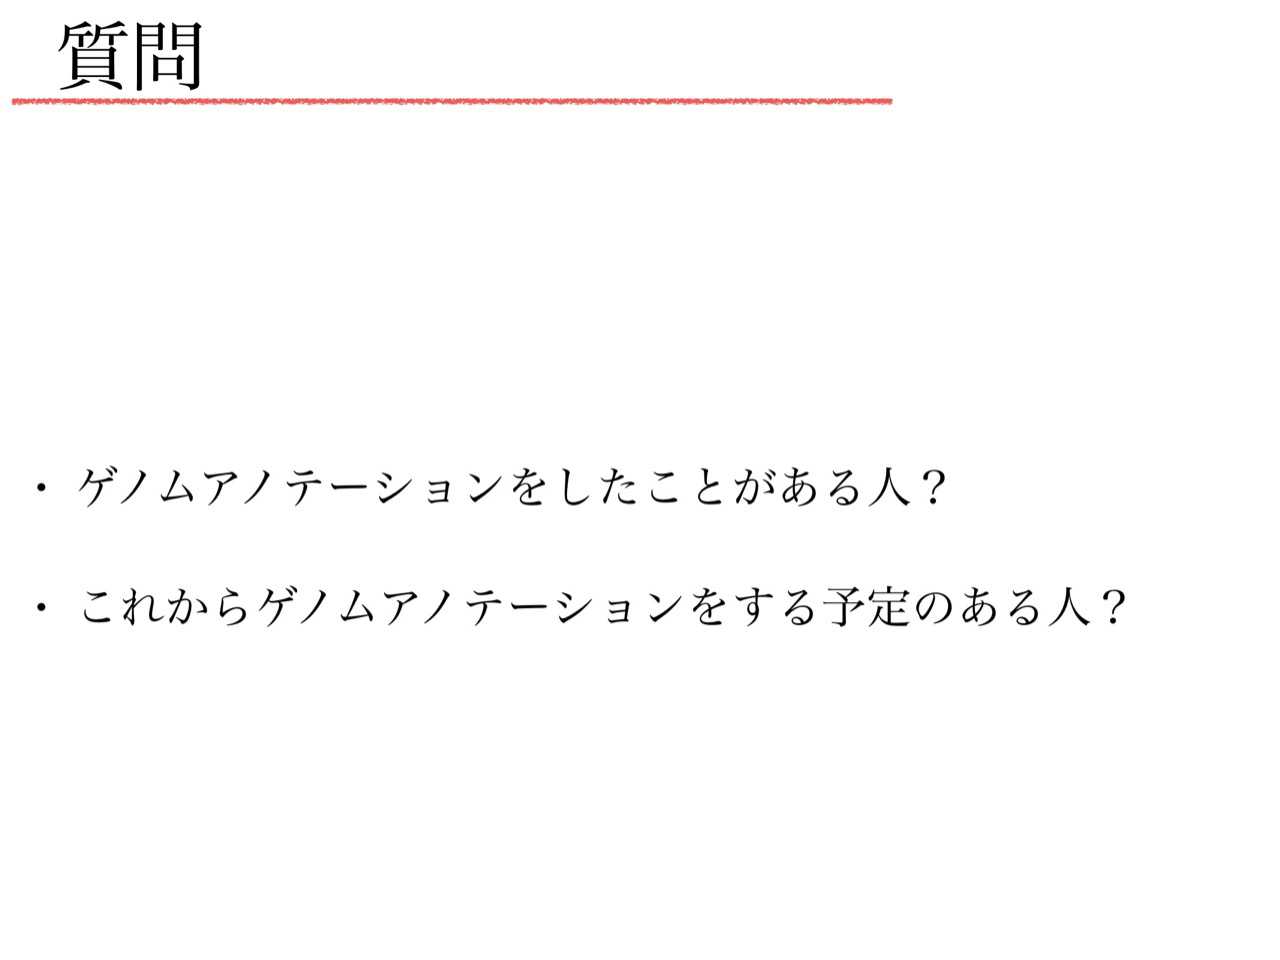 質問
・ ゲノムアノテーションをしたことがある人？
・ これからゲノムアノテーションをする予定のある人？